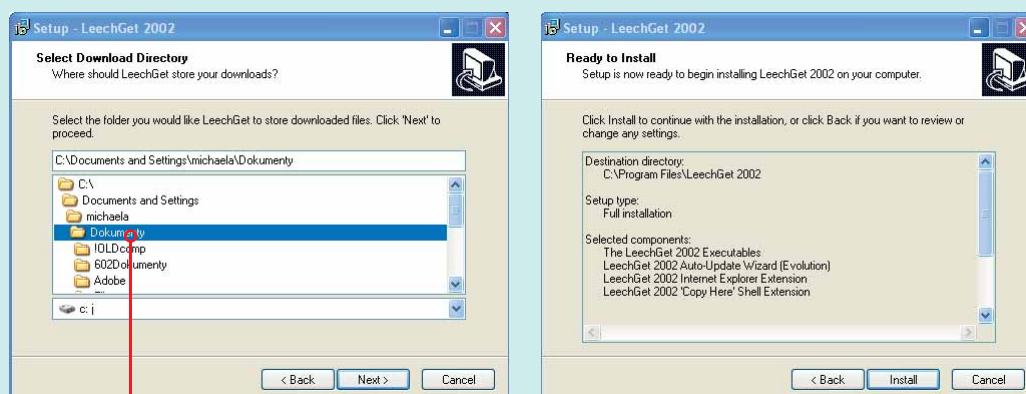 Setup - LeechGet 2002
Select Download Directory
Where should LeechGet store your downloads?
Select the folder you would like LeechGet to store downloaded files. Click 'Next' to
proceed.
C:\Documents and Settings\michaela\Dokumenty
C:\
Documents and Settings
michaela
Dokumenty
!OLDcomp
602Dokumenty
Adobe
c: j
< Back
Next >
Cancel
Setup - LeechGet 2002
Ready to Install
Setup is now ready to begin installing LeechGet 2002 on your computer.
Click Install to continue with the installation, or click Back if you want to review or
change any settings.
Destination directory:
C:\Program Files\LeechGet 2002
Setup type:
Full installation
Selected components:
The LeechGet 2002 Executables
LeechGet 2002 Auto-Update Wizard (Evolution)
LeechGet 2002 Internet Explorer Extension
LeechGet 2002 'Copy Here' Shell Extension
< Back
Install
Cancel